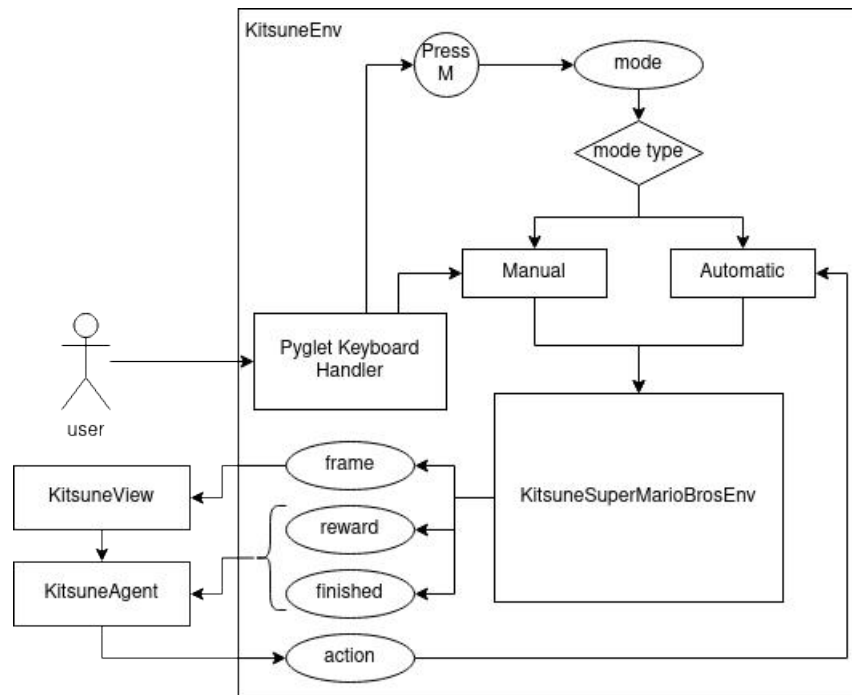 KitsuneEnv
Press
M
mode
mode type
Manual
Automatic
Pyglet Keyboard
Handler
user
frame
KitsuneView
KitsuneSuperMarioBrosEnv
reward
KitsuneAgent
finished
action